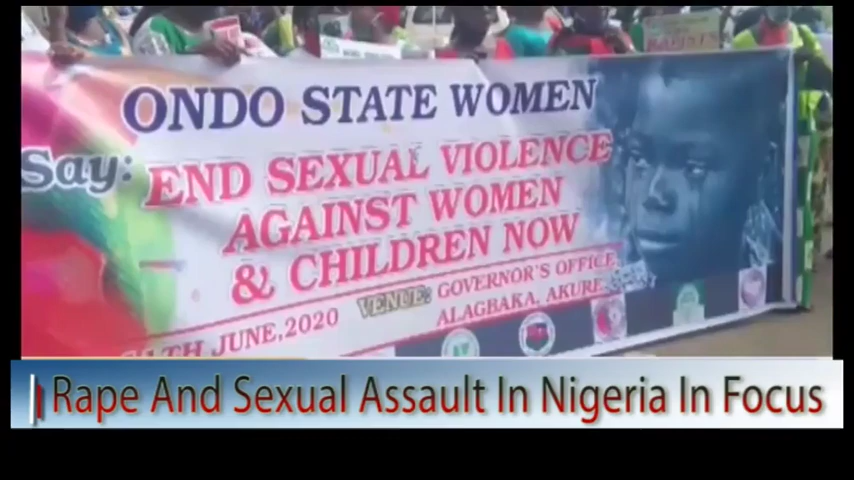 ONDO STATE WOMEN
Say:
END SEXUAL VIOLENCE
AGAINST WOMEN
& CHILDREN NOW
VENUE: GOVERNOR'S OFFICE,
ALAGBAKA, AKURE.
11TH JUNE,2020
Rape And Sexual Assault In Nigeria In Focus